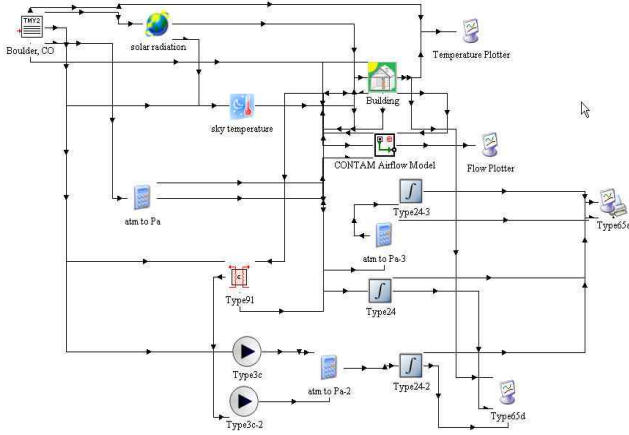 TMY2
Boulder, CO
solar radiation
Temperature Plotter
Building
sky temperature
CONTAM Airflow Model
Flow Plotter
atm to Pa
Type24-3
Type65a
atm to Pa-3
Type91
Type24
Type3c
atm to Pa-2
Type24-2
Type3c-2
Type65d